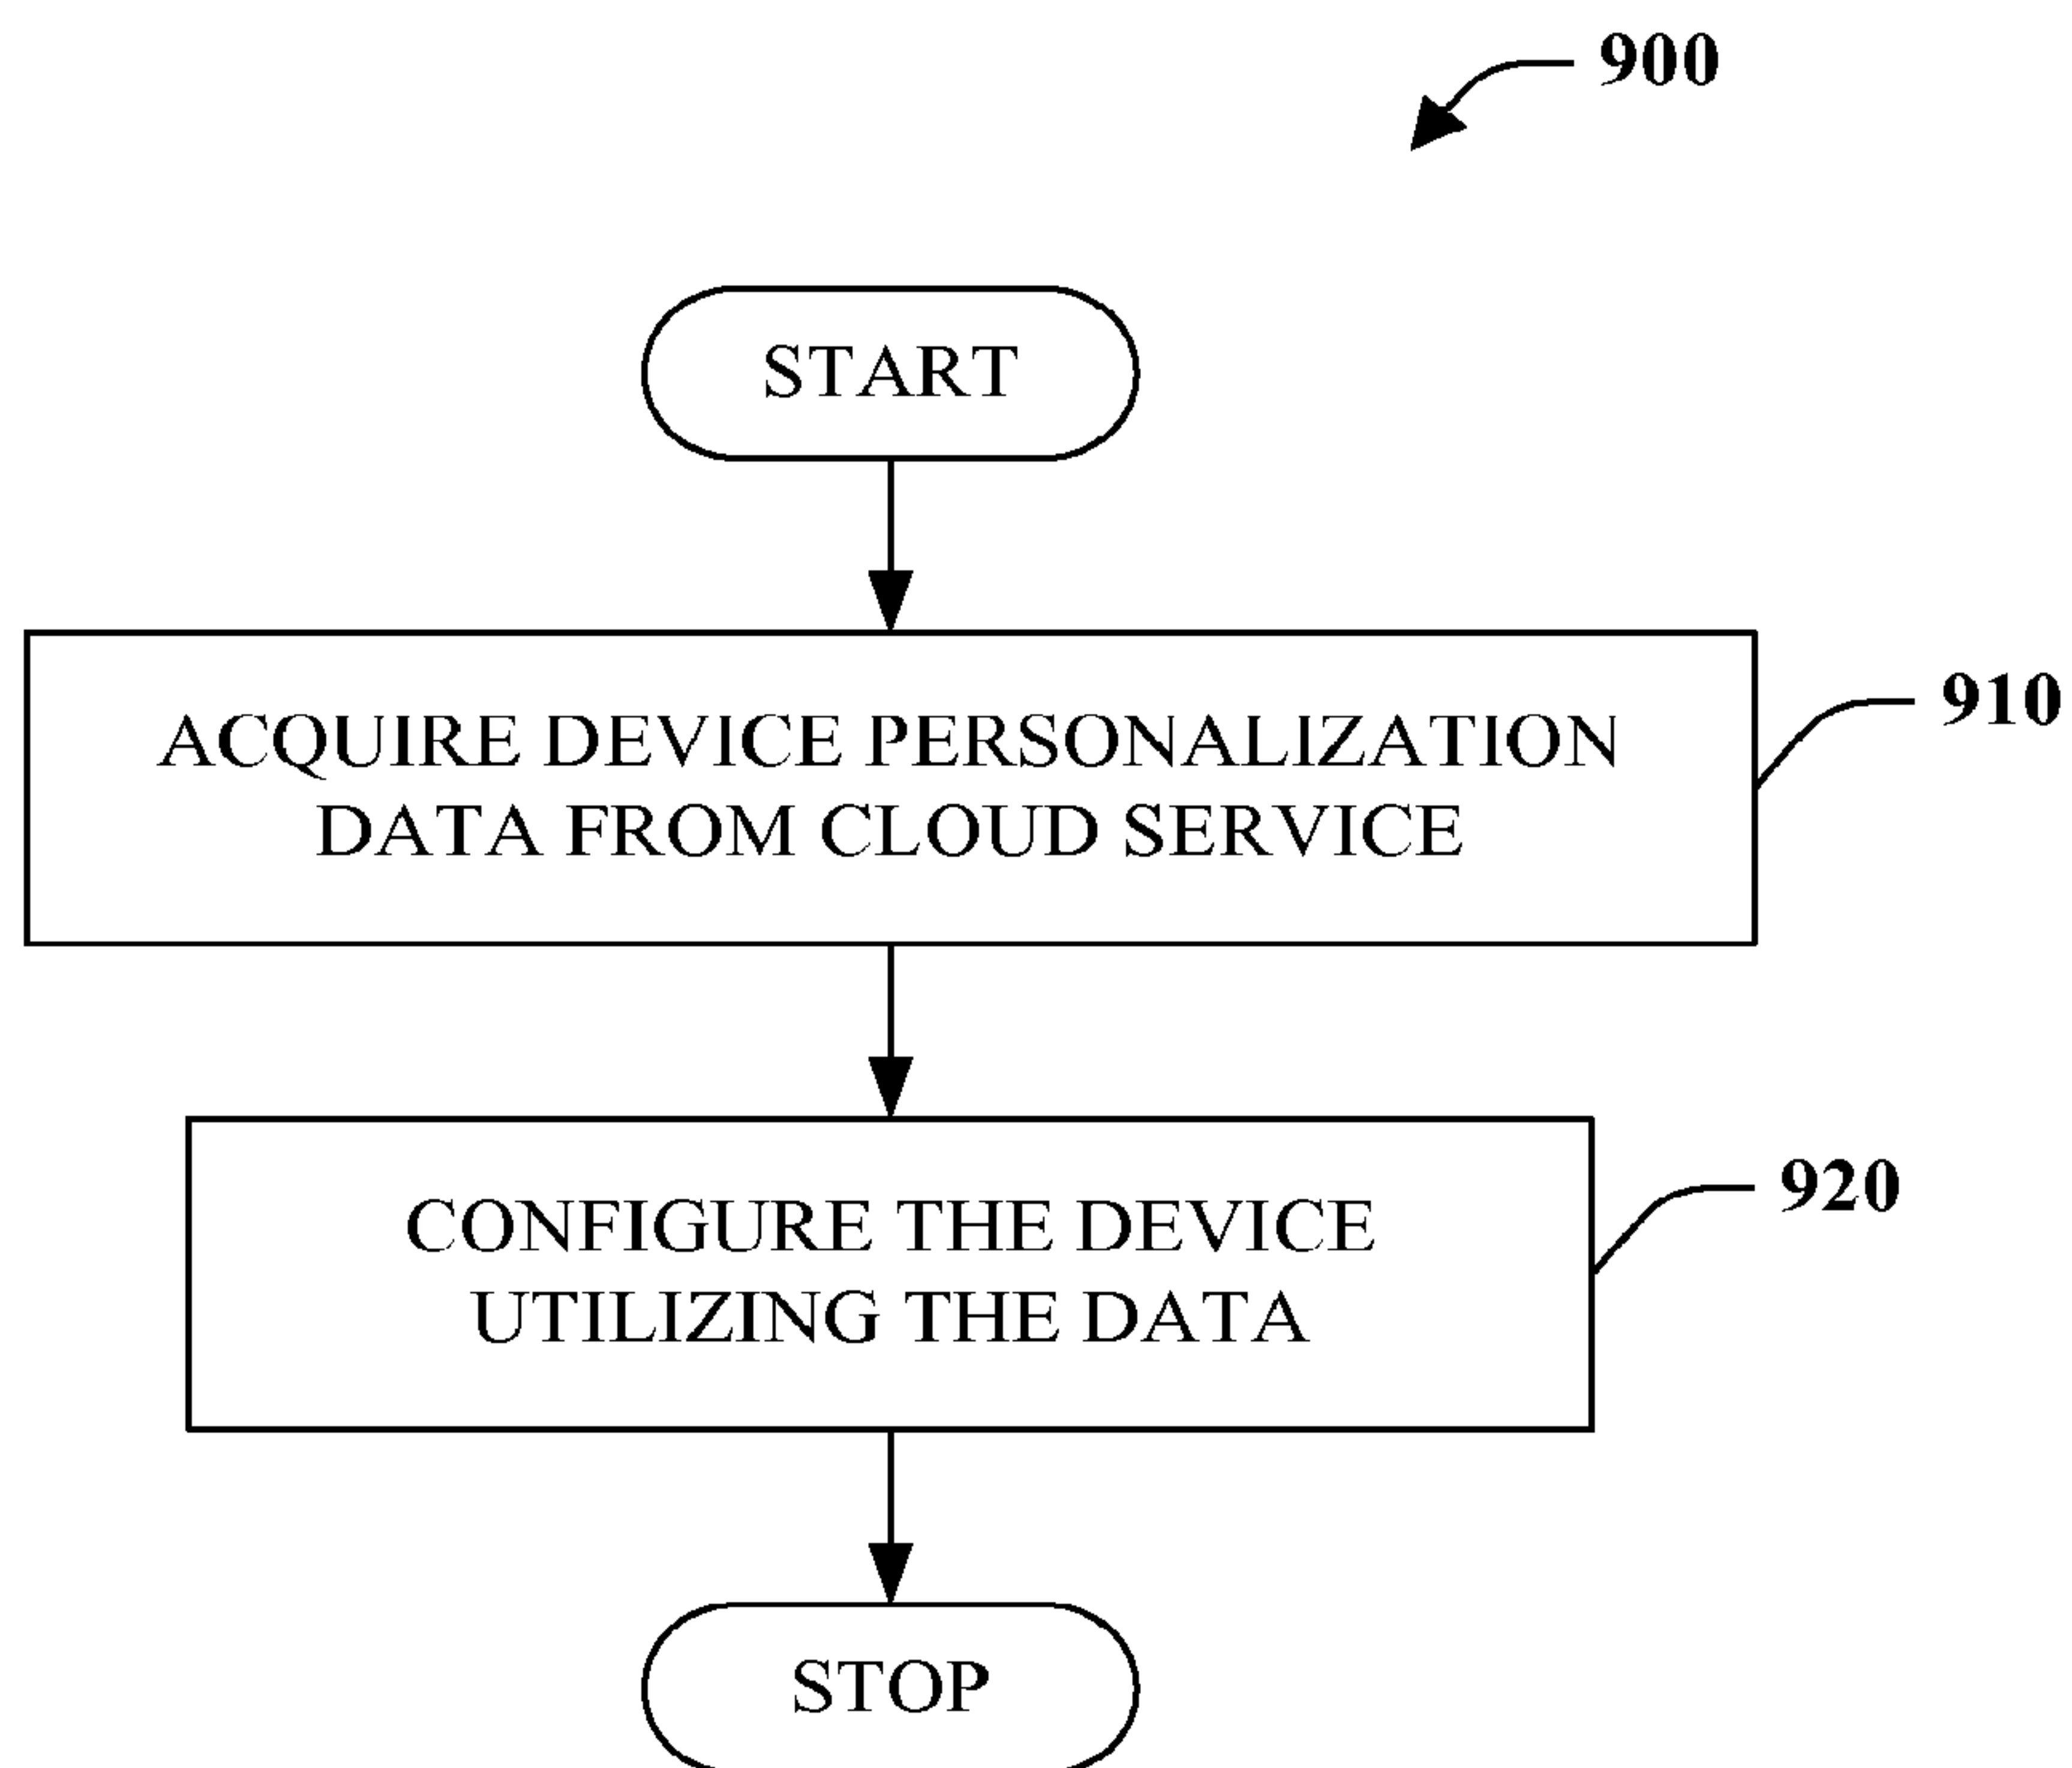 900
START
ACQUIRE DEVICE PERSONALIZATION
DATA FROM CLOUD SERVICE
910
CONFIGURE THE DEVICE
UTILIZING THE DATA
920
STOP